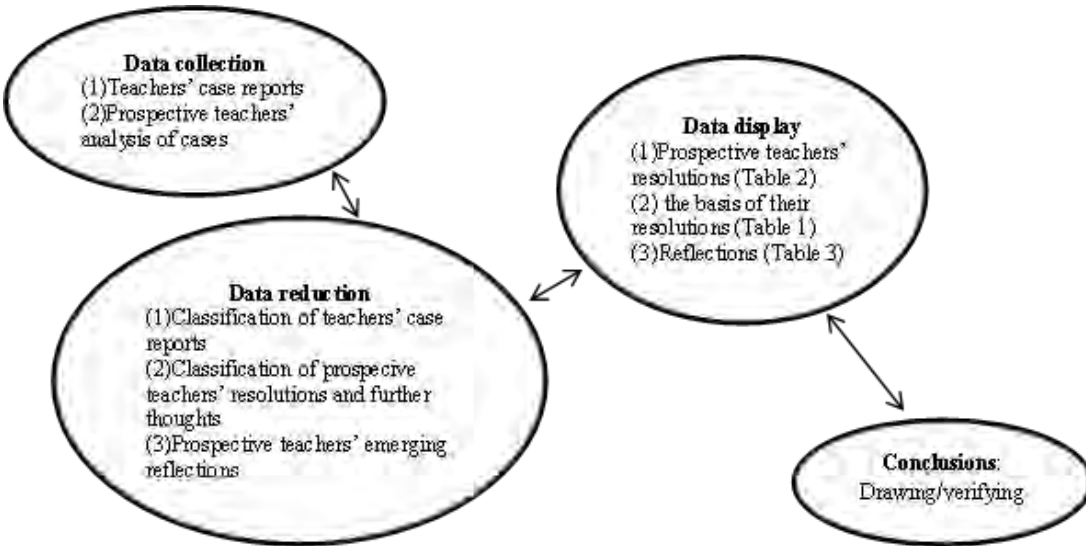 Data collection
(1)Teachers' case reports
(2)Prospective teachers'
analysis of cases
Data reduction
(1)Classification of teachers' case
reports
(2)Classification of prospecive
teachers' resolutions and further
thoughts
(3)Prospective teachers' emerging
reflections
Data display
(1)Prospective teachers'
resolutions (Table 2)
(2) the basis of their
resolutions (Table 1)
(3)Reflections (Table 3)
Conclusions:
Drawing/verifying